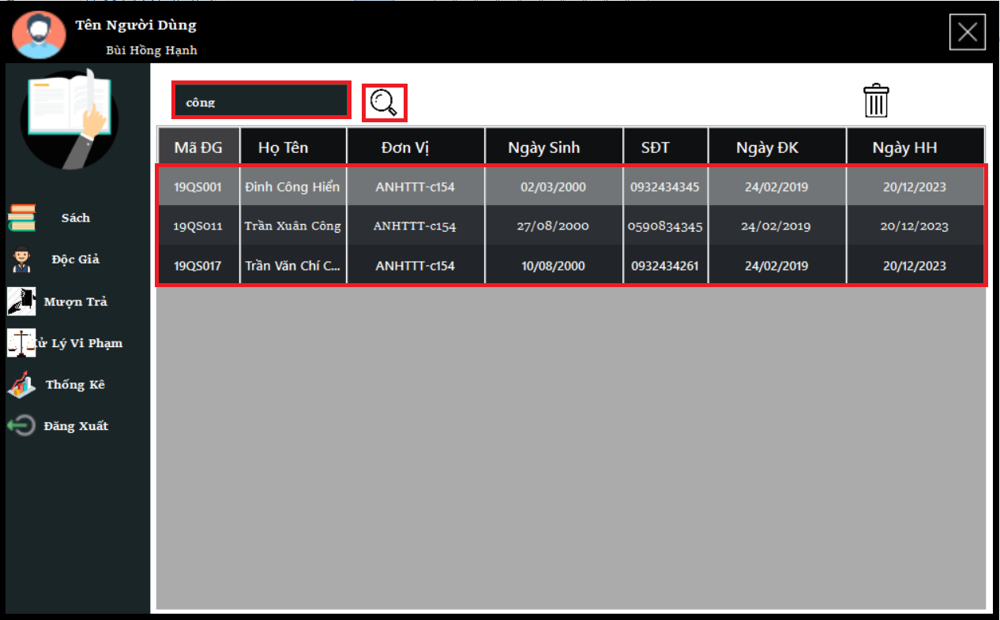 Tên Người Dùng
Bùi Hồng Hạnh
công
Mã ĐG Họ Tên Đơn Vị Ngày Sinh SĐT Ngày ĐK Ngày HH
19QS001 Đinh Công Hiển ANHTTT-c154 02/03/2000 0932434345 24/02/2019 20/12/2023
19QS011 Trần Xuân Công ANHTTT-c154 27/08/2000 0590834345 24/02/2019 20/12/2023
19QS017 Trần Văn Chí C... ANHTTT-c154 10/08/2000 0932434261 24/02/2019 20/12/2023
Sách
Độc Giả
Mượn Trả
Lý Vi Phạm
Thống Kê
Đăng Xuất